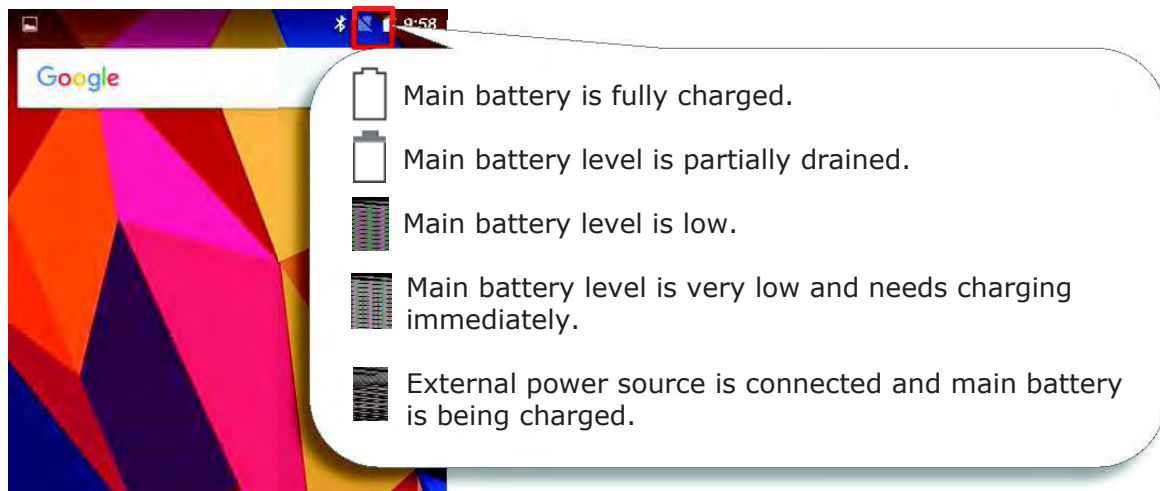 9:58
Google
Main battery is fully charged.
Main battery level is partially drained.
Main battery level is low.
Main battery level is very low and needs charging
immediately.
External power source is connected and main battery
is being charged.